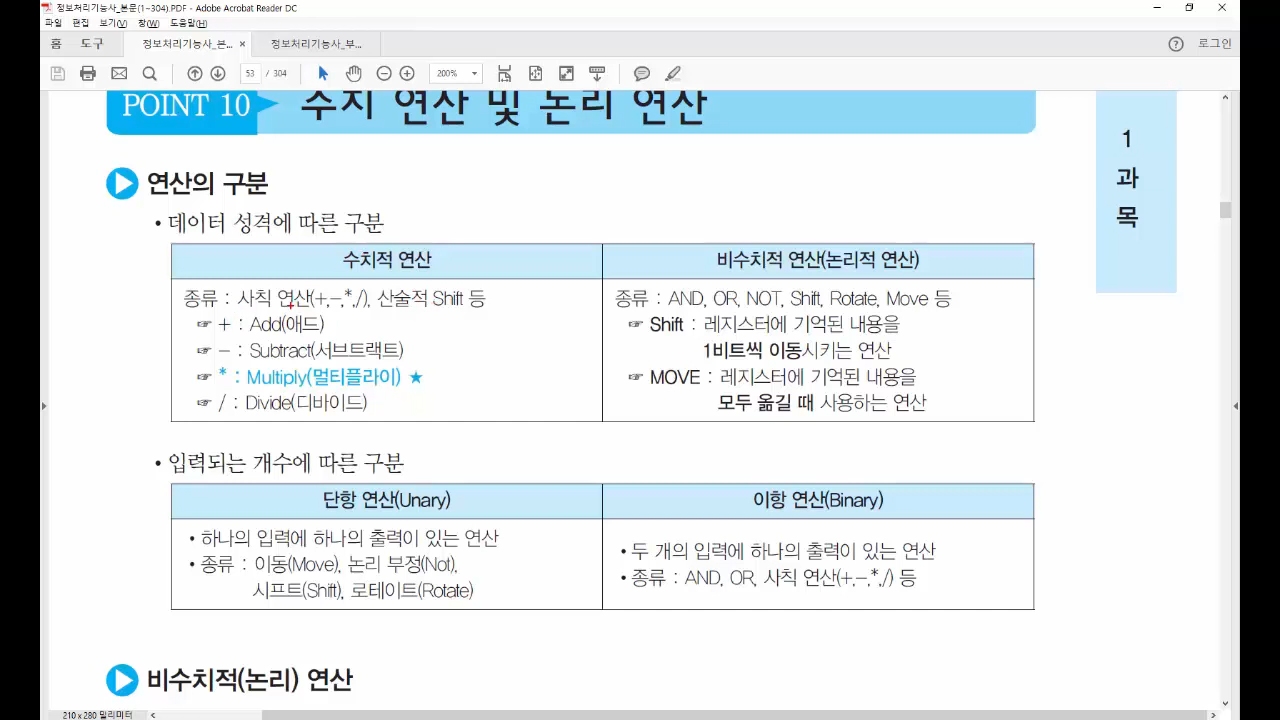 정보처리기능사_본문(1-304).PDF - Adobe Acrobat Reader DC
파일 편집 보기(V) 창(W) 도움말(H)
홈 도구 정보처리기능사_본... × 정보처리기능사_부... ? 로그인
53 / 304 200%
POINT 10 수치 연산 및 논리 연산
1
과
목
연산의 구분
• 데이터 성격에 따른 구분
수치적 연산 비수치적 연산(논리적 연산)
종류 : 사칙 연산(+,−,*,/), 산술적 Shift 등
☞ + : Add(애드)
☞ − : Subtract(서브트랙트)
☞ * : Multiply(멀티플라이) ★
☞ / : Divide(디바이드)
종류 : AND, OR, NOT, Shift, Rotate, Move 등
☞ Shift : 레지스터에 기억된 내용을
1비트씩 이동시키는 연산
☞ MOVE : 레지스터에 기억된 내용을
모두 옮길 때 사용하는 연산
• 입력되는 개수에 따른 구분
단항 연산(Unary) 이항 연산(Binary)
• 하나의 입력에 하나의 출력이 있는 연산
• 종류 : 이동(Move), 논리 부정(Not),
시프트(Shift), 로테이트(Rotate)
• 두 개의 입력에 하나의 출력이 있는 연산
• 종류 : AND, OR, 사칙 연산(+,−,*,/) 등
비수치적(논리) 연산
210 x 280 밀리미터